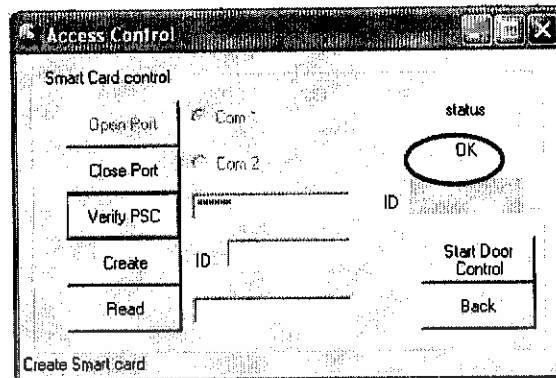 Access Control
Smart Card control
Open Port
Com 1
status
Close Port
Com 2
OK
Verify PSC
******
ID
Create
ID
Start Door
Control
Read
Back
Create Smart card